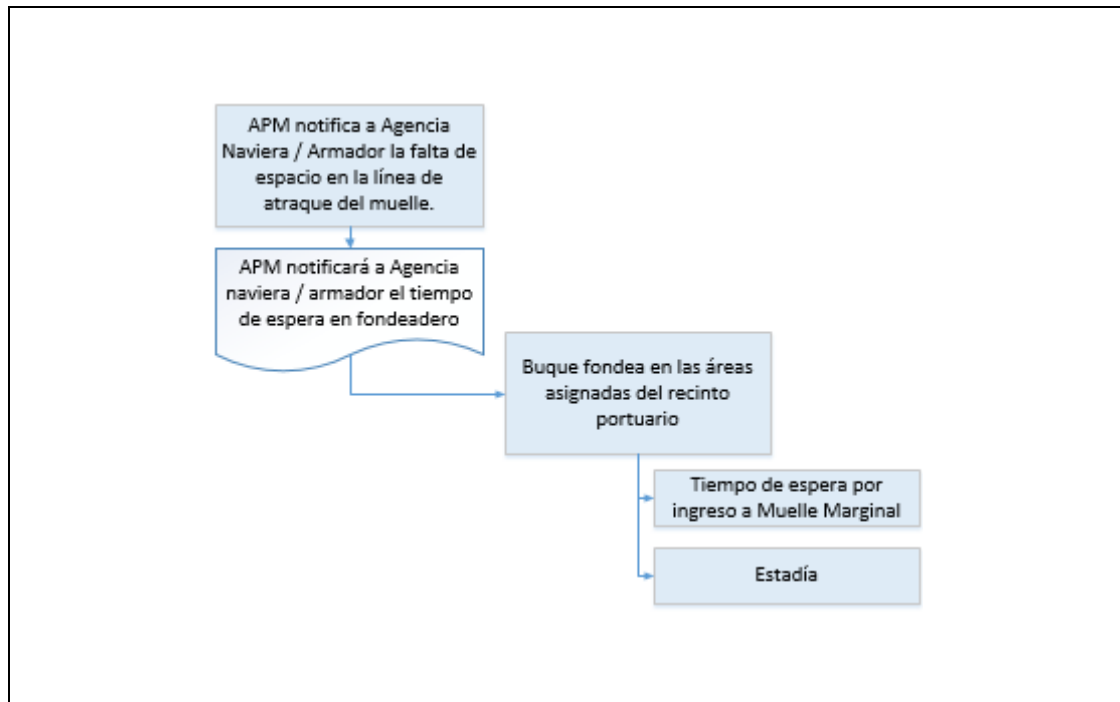 APM notifica a Agencia
Naviera / Armador la falta de
espacio en la línea de
atraque del muelle.
APM notificará a Agencia
naviera / armador el tiempo
de espera en fondeadero
Buque fondea en las áreas
asignadas del recinto
portuario
Tiempo de espera por
ingreso a Muelle Marginal
Estadía